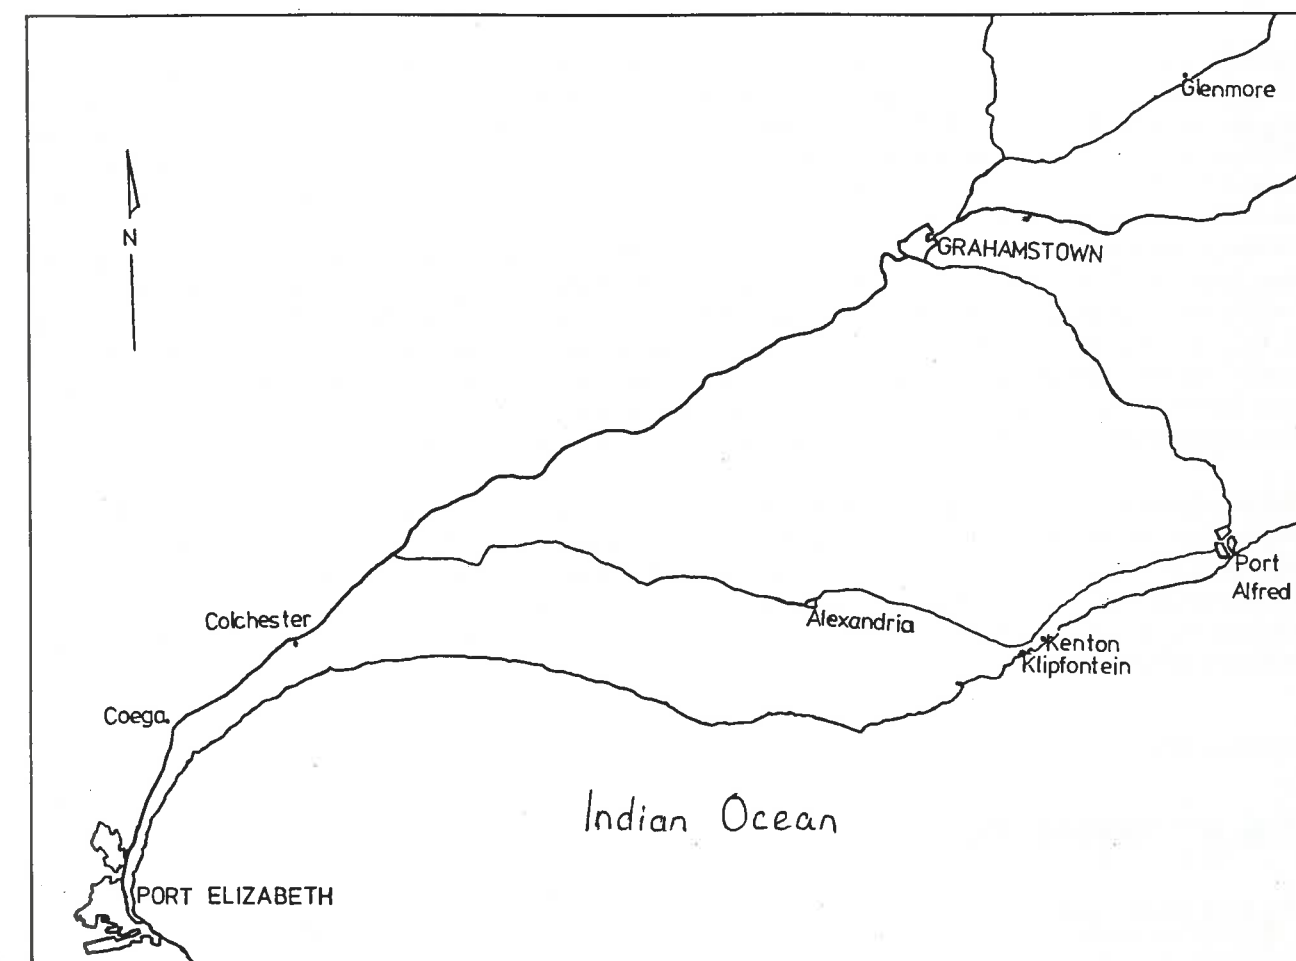 Glenmore
N
GRAHAMSTOWN
Port
Alfred
Colchester
Alexandria
Kenton
Klipfontein
Coega
Indian Ocean
PORT ELIZABETH